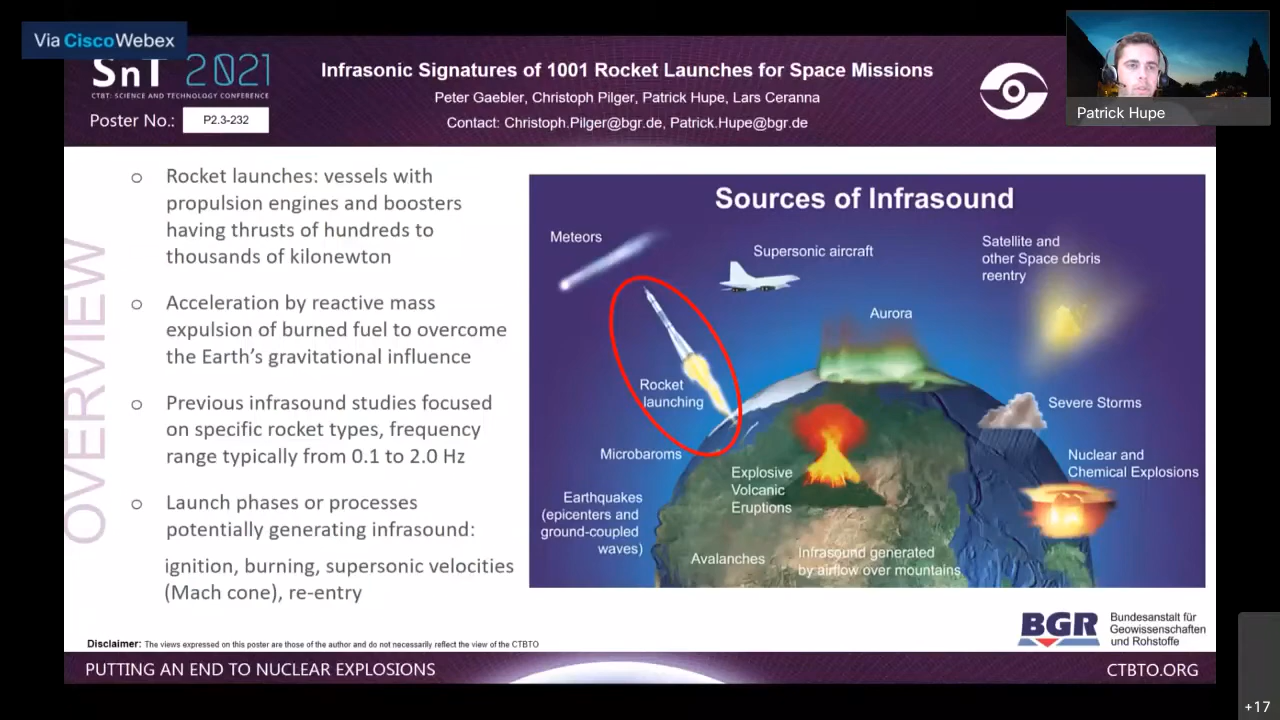 Via CiscoWebex
SnT 2021
CTBT: SCIENCE AND TECHNOLOGY CONFERENCE
Poster No.: P2.3-232
Infrasonic Signatures of 1001 Rocket Launches for Space Missions
Peter Gaebler, Christoph Pilger, Patrick Hupe, Lars Ceranna
Contact: Christoph.Pilger@bgr.de, Patrick.Hupe@bgr.de
Patrick Hupe
OVERVIEW
o Rocket launches: vessels with
propulsion engines and boosters
having thrusts of hundreds to
thousands of kilonewton
o Acceleration by reactive mass
expulsion of burned fuel to overcome
the Earth's gravitational influence
o Previous infrasound studies focused
on specific rocket types, frequency
range typically from 0.1 to 2.0 Hz
o Launch phases or processes
potentially generating infrasound:
ignition, burning, supersonic velocities
(Mach cone), re-entry
Sources of Infrasound
Meteors
Supersonic aircraft
Satellite and
other Space debris
reentry
Aurora
Rocket
launching
Severe Storms
Microbaroms
Nuclear and
Chemical Explosions
Explosive
Volcanic
Eruptions
Earthquakes
(epicenters and
ground-coupled
waves)
Avalanches
Infrasound generated
by airflow over mountains
BGR
Bundesanstalt für
Geowissenschaften
und Rohstoffe
Disclaimer: The views expressed on this poster are those of the author and do not necessarily reflect the view of the CTBTO
PUTTING AN END TO NUCLEAR EXPLOSIONS
CTBTO.ORG
+17